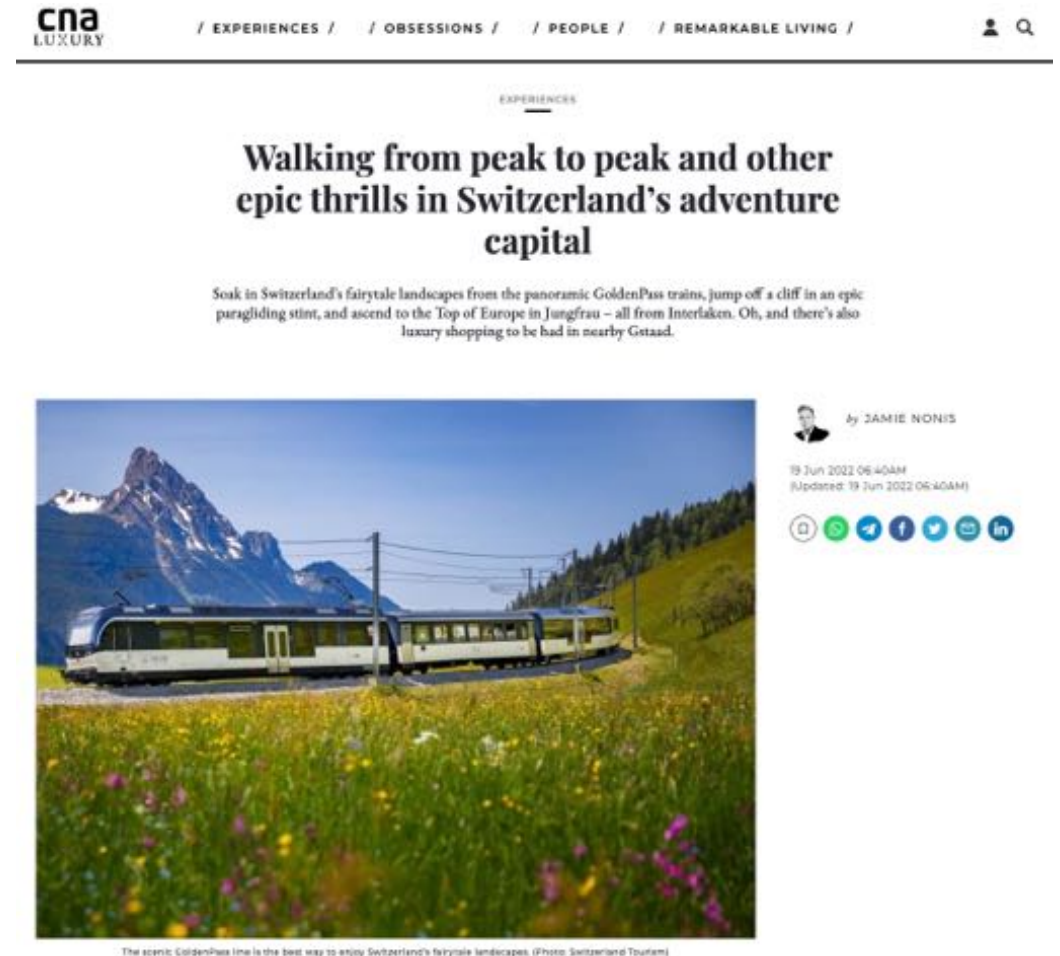 cna
LUXURY
/ EXPERIENCES / / OBSESSIONS / / PEOPLE / / REMARKABLE LIVING /
EXPERIENCES
Walking from peak to peak and other
epic thrills in Switzerland's adventure
capital
Soak in Switzerland's fairytale landscapes from the panoramic GoldenPass trains, jump off a cliff in an epic
paragliding stint, and ascend to the Top of Europe in Jungfrau – all from Interlaken. Oh, and there's also
luxury shopping to be had in nearby Gstaad.
by JAMIE NONIS
19 Jun 2022 06:40AM
(Updated: 19 Jun 2022 06:40AM)
The scenic GoldenPass line is the best way to enjoy Switzerland's fairytale landscapes. (Photo: Switzerland Tourism)